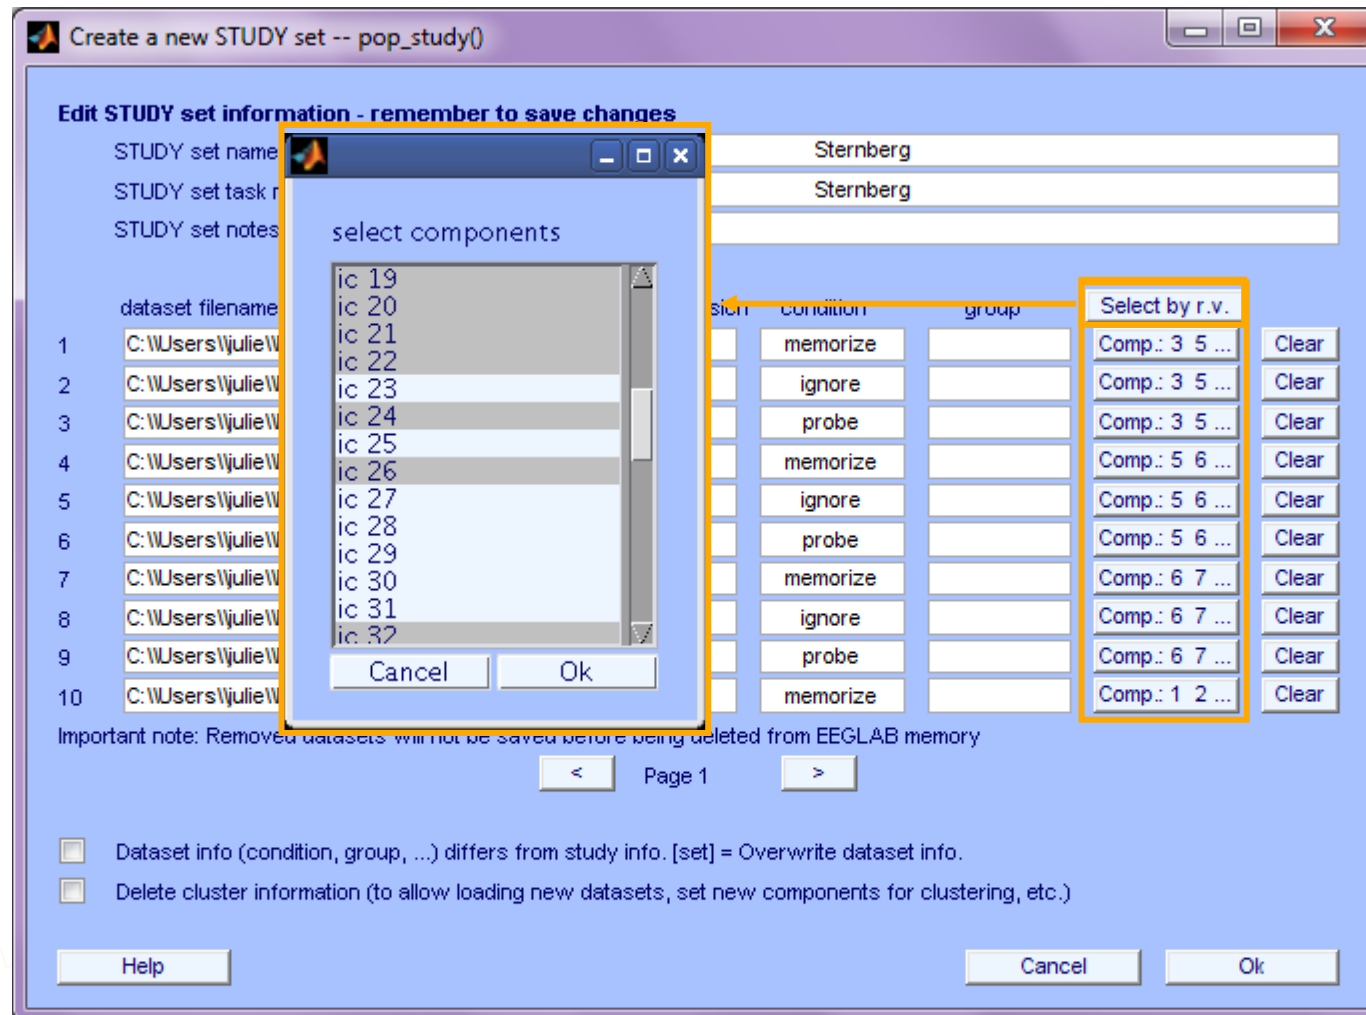 Create a new STUDY set -- pop_study()
Edit STUDY set information - remember to save changes
STUDY set name Sternberg
STUDY set task Sternberg
STUDY set notes
select components
ic 19
ic 20
ic 21
ic 22
ic 23
ic 24
ic 25
ic 26
ic 27
ic 28
ic 29
ic 30
ic 31
ic 32
Cancel Ok
dataset filename condition group Select by r.v.
1 C:\\Users\\julie\\ memorize Comp.: 3 5 ... Clear
2 C:\\Users\\julie\\ ignore Comp.: 3 5 ... Clear
3 C:\\Users\\julie\\ probe Comp.: 3 5 ... Clear
4 C:\\Users\\julie\\ memorize Comp.: 5 6 ... Clear
5 C:\\Users\\julie\\ ignore Comp.: 5 6 ... Clear
6 C:\\Users\\julie\\ probe Comp.: 5 6 ... Clear
7 C:\\Users\\julie\\ memorize Comp.: 6 7 ... Clear
8 C:\\Users\\julie\\ ignore Comp.: 6 7 ... Clear
9 C:\\Users\\julie\\ probe Comp.: 6 7 ... Clear
10 C:\\Users\\julie\\ memorize Comp.: 1 2 ... Clear
Important note: Removed datasets will not be saved before being deleted from EEGLAB memory
< Page 1 >
Dataset info (condition, group, ...) differs from study info. [set] = Overwrite dataset info.
Delete cluster information (to allow loading new datasets, set new components for clustering, etc.)
Help Cancel Ok